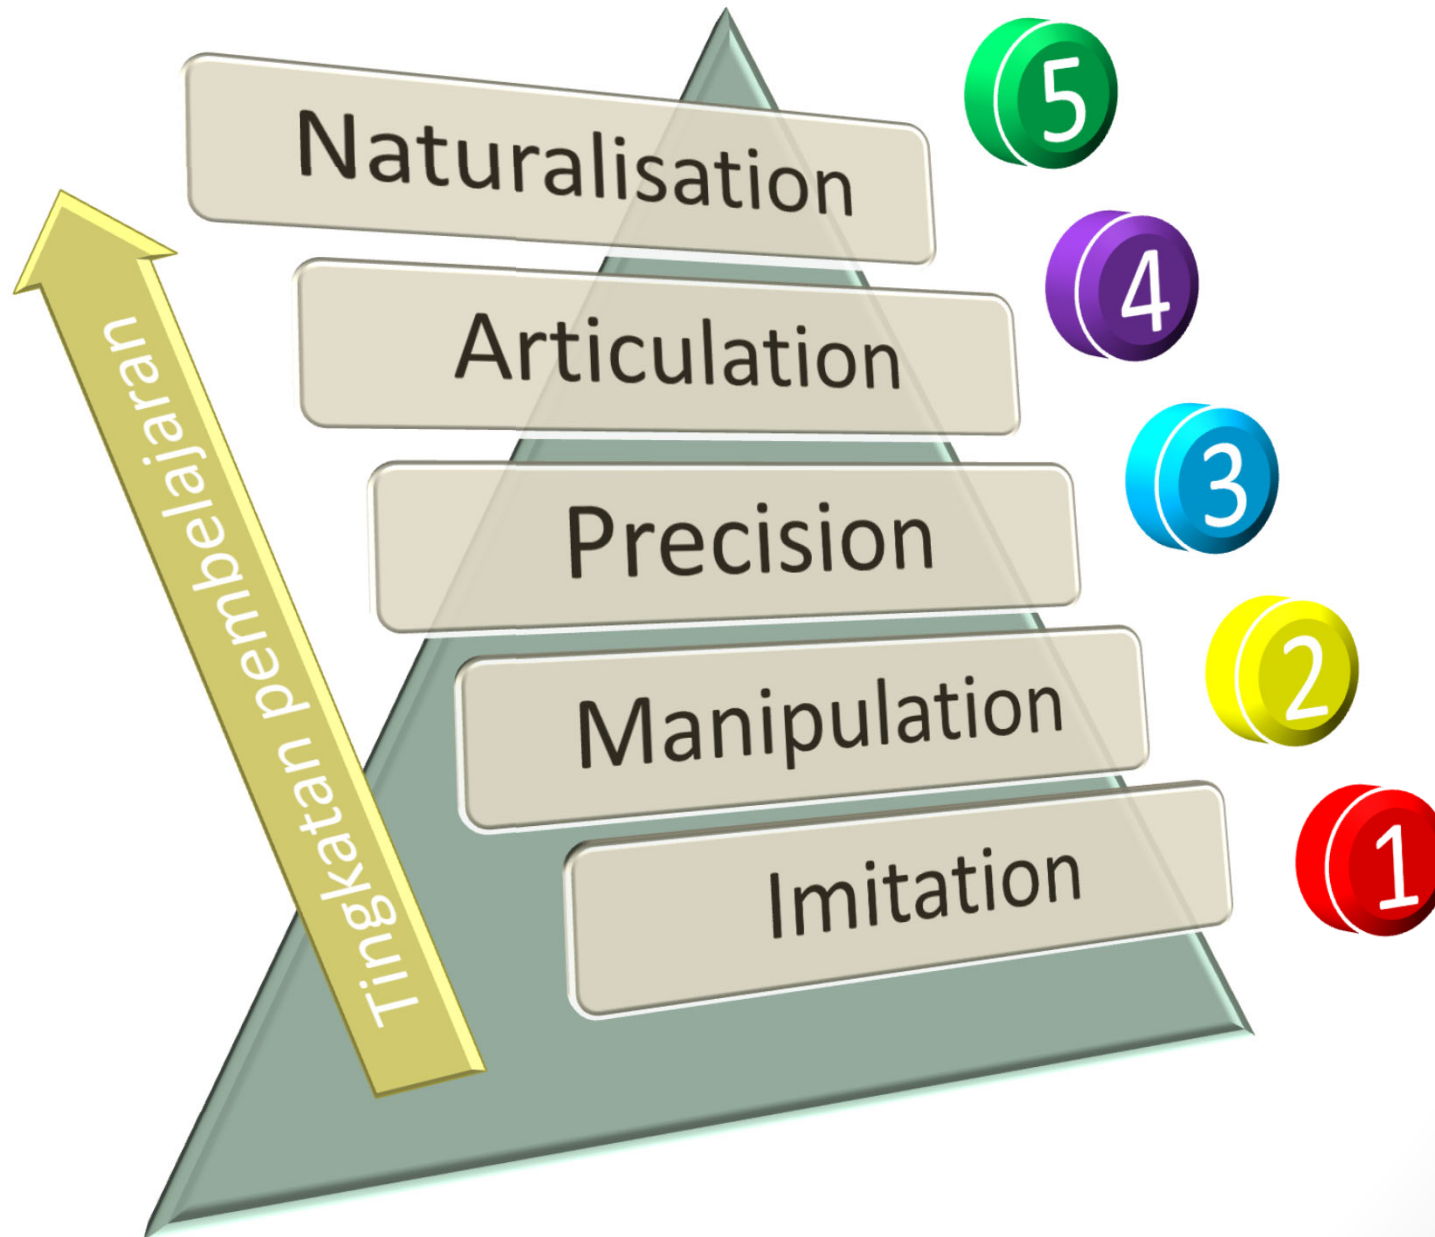 Naturalisation
5
Articulation
4
Precision
3
Manipulation
2
Imitation
1
Tingkatan pembelajaran